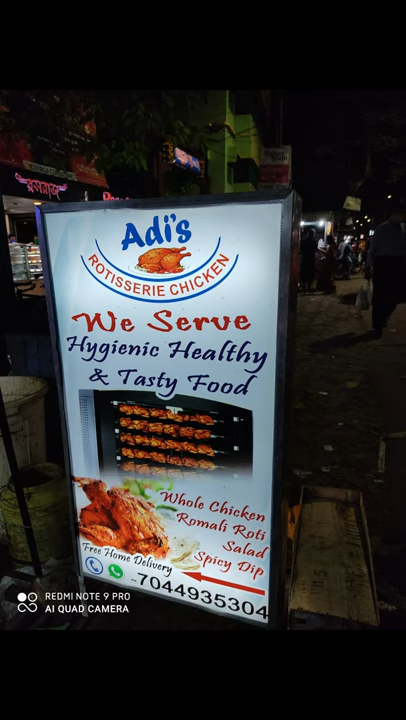 Adi's
ROTISSERIE CHICKEN
We Serve
Hygienic Healthy
& Tasty Food
Whole Chicken
Romali Roti
Salad
Spicy Dip
Free Home Delivery
-7044935304
REDMI NOTE 9 PRO
AI QUAD CAMERA